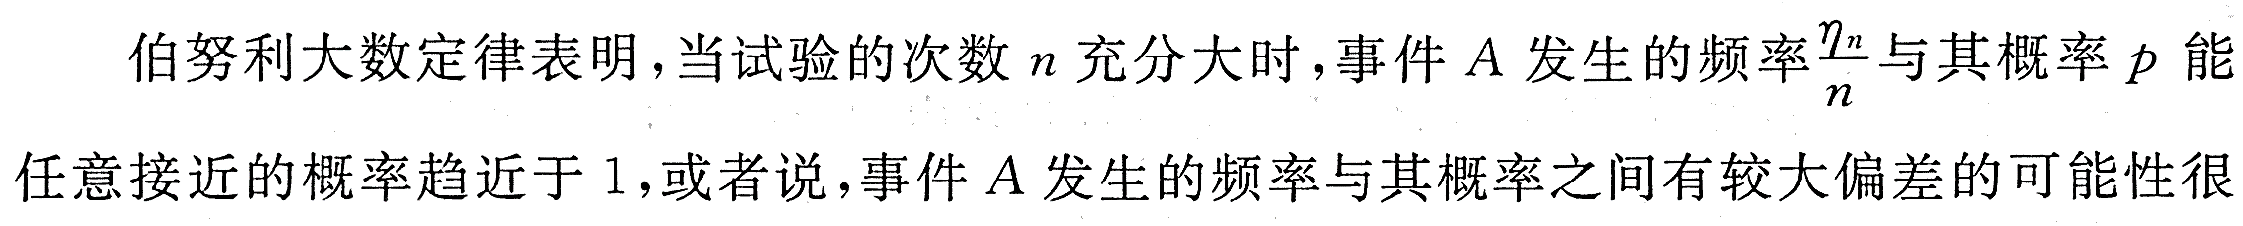 伯努利大数定律表明,当试验的次数 n 充分大时,事件 A 发生的频率$\frac{\eta_n}{n}$与其概率 p 能
任意接近的概率趋近于 1,或者说,事件 A 发生的频率与其概率之间有较大偏差的可能性很